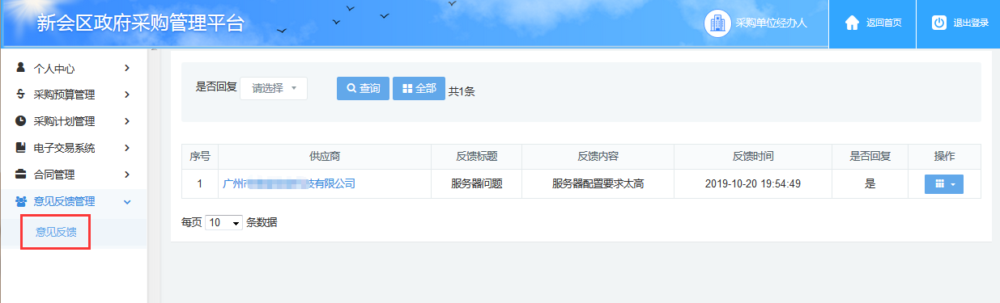 新会区政府采购管理平台
采购单位经办人
返回首页
退出登录
个人中心
采购预算管理
采购计划管理
电子交易系统
合同管理
意见反馈管理
意见反馈
是否回复 请选择 查询 全部 共1条
序号 供应商 反馈标题 反馈内容 反馈时间 是否回复 操作
1 广州 有限公司 服务器问题 服务器配置要求太高 2019-10-20 19:54:49 是
每页 10 条数据